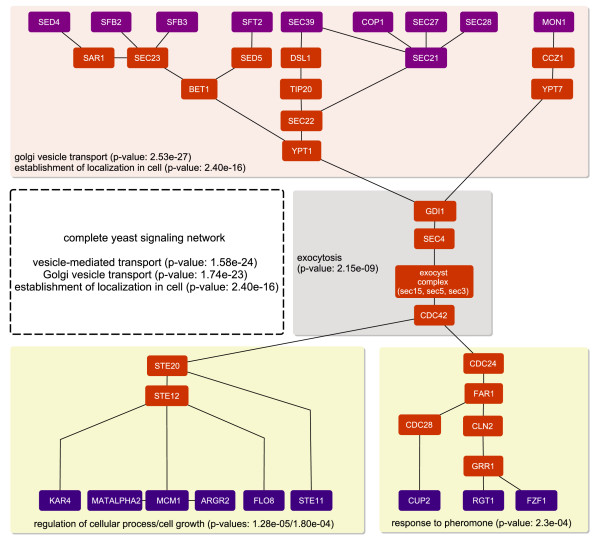 SED4 SFB2 SFB3 SFT2 SEC39 COP1 SEC27 SEC28 MON1
SAR1 SEC23 SED5 DSL1 SEC21 CCZ1
BET1 TIP20 YPT7
SEC22
YPT1
golgi vesicle transport (p-value: 2.53e-27)
establishment of localization in cell (p-value: 2.40e-16)
complete yeast signaling network
vesicle-mediated transport (p-value: 1.58e-24)
Golgi vesicle transport (p-value: 1.74e-23)
establishment of localization in cell (p-value: 2.40e-16)
GDI1
SEC4
exocytosis
(p-value: 2.15e-09)
exocyst
complex
(sec15, sec5, sec3)
CDC42
STE20
STE12
KAR4 MATALPHA2 MCM1 ARGR2 FLO8 STE11
regulation of cellular process/cell growth (p-values: 1.28e-05/1.80e-04)
CDC24
FAR1
CDC28 CLN2
GRR1
CUP2 RGT1 FZF1
response to pheromone (p-value: 2.3e-04)